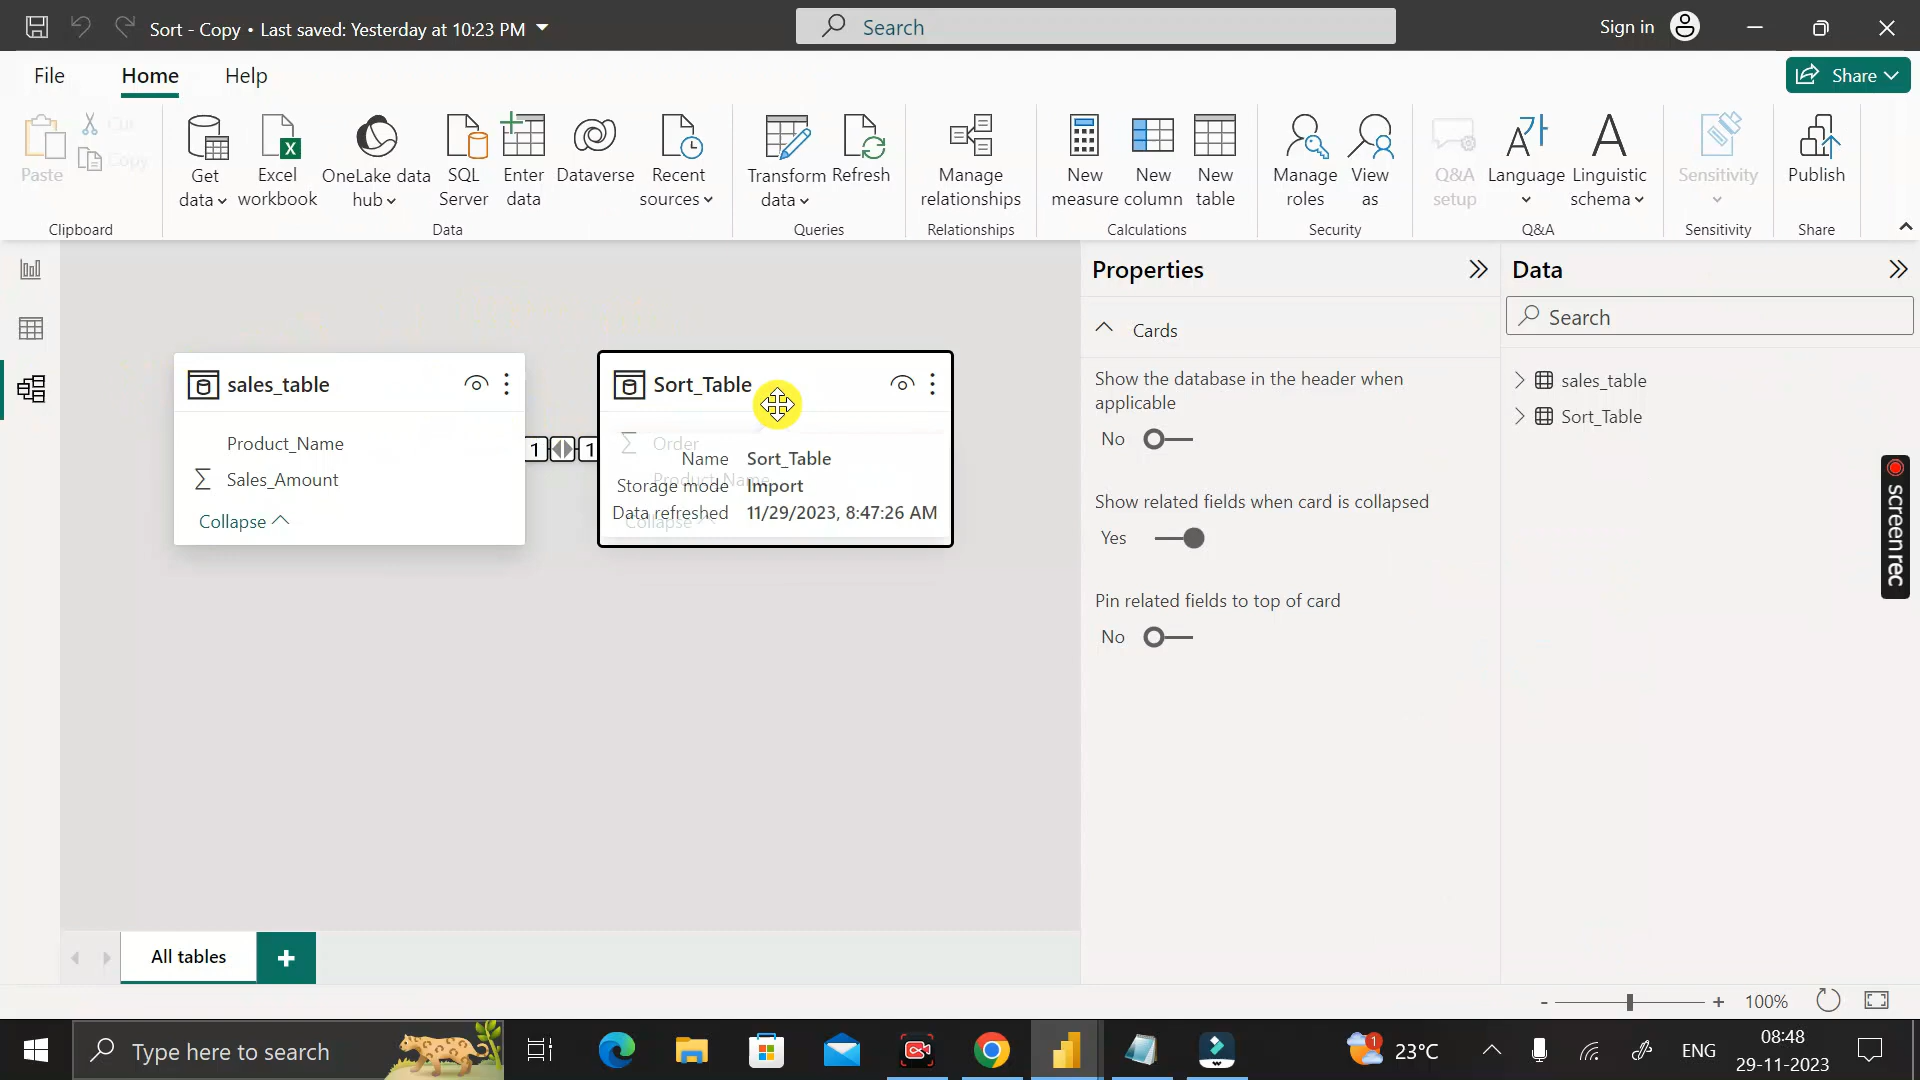 Sort - Copy • Last saved: Yesterday at 10:23 PM
Search
Sign in
File
Home
Help
Share
Paste
Cut
Copy
Clipboard
Get data
Excel workbook
OneLake data hub
SQL Server
Enter data
Dataverse
Recent sources
Data
Transform data
Refresh
Queries
Manage relationships
Relationships
New measure
New column
New table
Calculations
Manage roles
View as
Security
Q&A setup
Language
Linguistic schema
Q&A
Sensitivity
Sensitivity
Publish
Share
sales_table
Product_Name
Sales_Amount
Collapse
1
1
Sort_Table
Order
Product_Name
Collapse
Name Sort_Table
Storage mode Import
Data refreshed 11/29/2023, 8:47:26 AM
Properties
Cards
Show the database in the header when
applicable
No
Show related fields when card is collapsed
Yes
Pin related fields to top of card
No
Data
Search
sales_table
Sort_Table
screen rec
All tables
+
- + 100%
Type here to search
1
23°C
ENG
08:48
29-11-2023